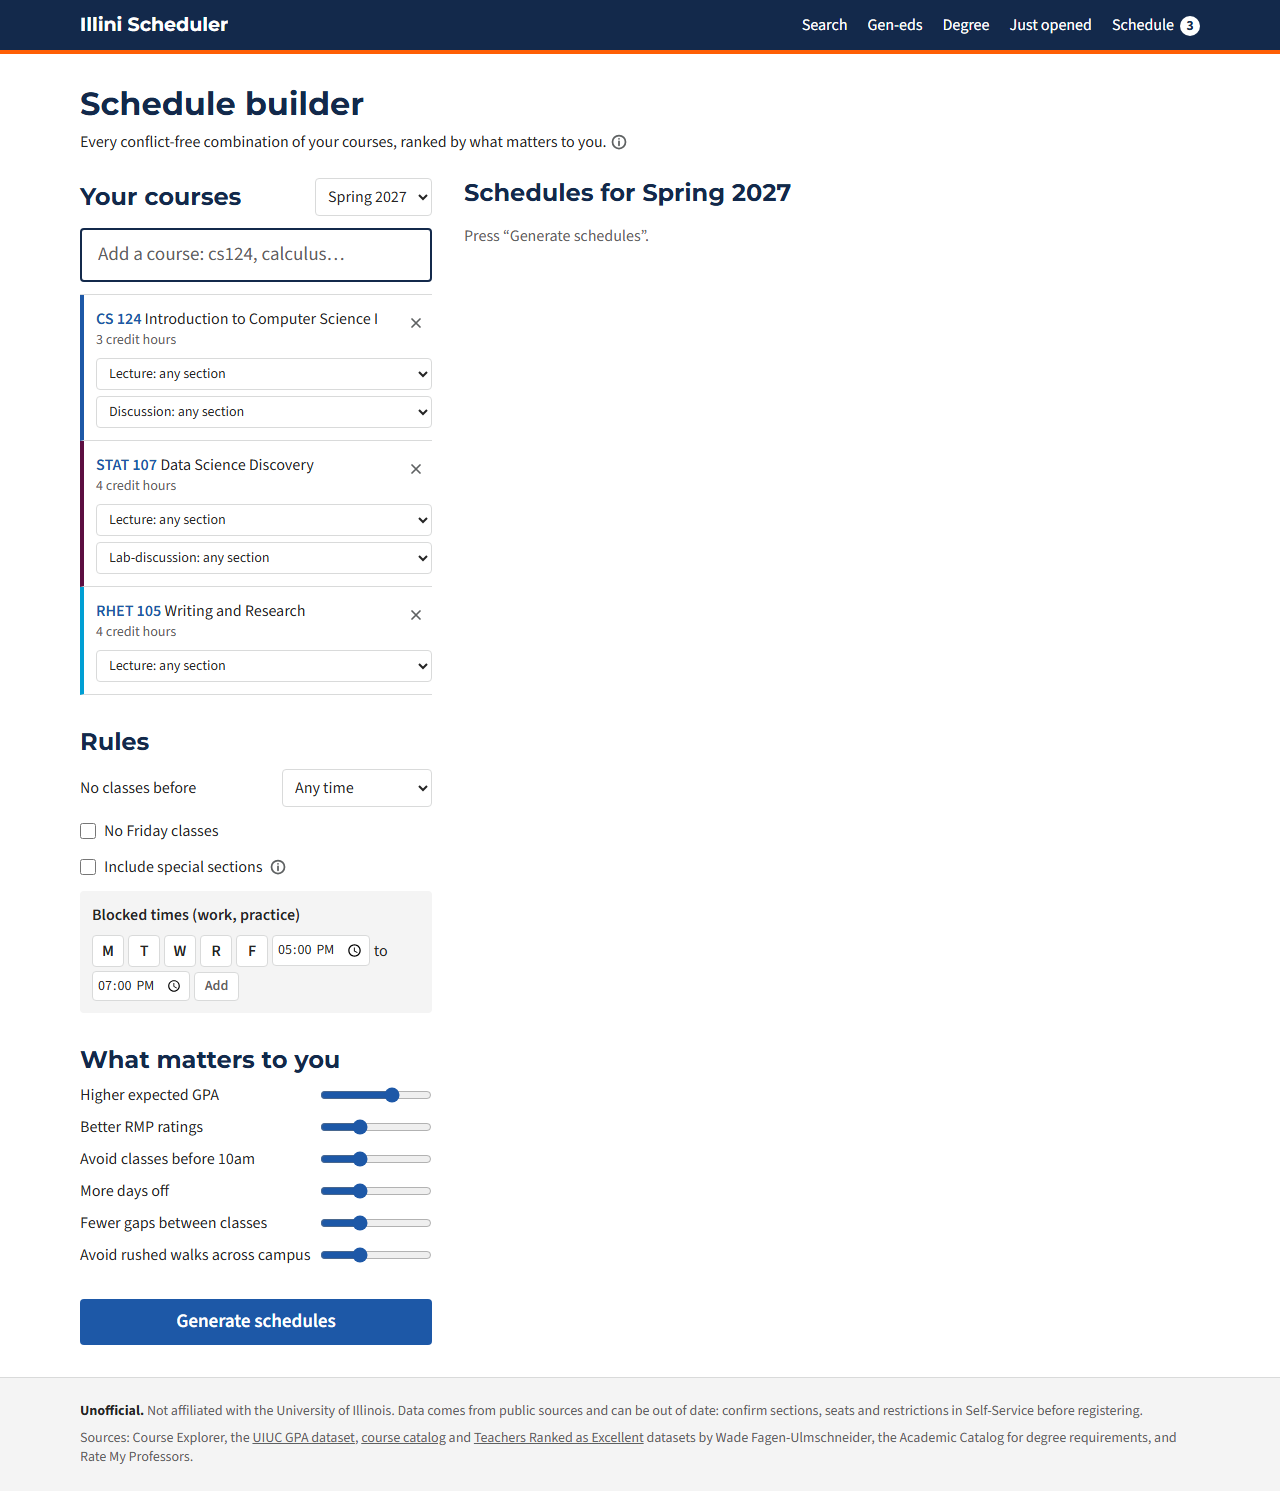 Illini Scheduler
Search Gen-eds Degree Just opened Schedule 3
Schedule builder
Every conflict-free combination of your courses, ranked by what matters to you.
Your courses
Spring 2027
Add a course: cs124, calculus…
CS 124 Introduction to Computer Science I
3 credit hours
Lecture: any section
Discussion: any section
STAT 107 Data Science Discovery
4 credit hours
Lecture: any section
Lab-discussion: any section
RHET 105 Writing and Research
4 credit hours
Lecture: any section
Rules
No classes before
Any time
No Friday classes
Include special sections
Blocked times (work, practice)
M T W R F 05:00 PM to
07:00 PM Add
What matters to you
Higher expected GPA
Better RMP ratings
Avoid classes before 10am
More days off
Fewer gaps between classes
Avoid rushed walks across campus
Generate schedules
Schedules for Spring 2027
Press “Generate schedules”.
Unofficial. Not affiliated with the University of Illinois. Data comes from public sources and can be out of date: confirm sections, seats and restrictions in Self-Service before registering.
Sources: Course Explorer, the UIUC GPA dataset, course catalog and Teachers Ranked as Excellent datasets by Wade Fagen-Ulmschneider, the Academic Catalog for degree requirements, and
Rate My Professors.